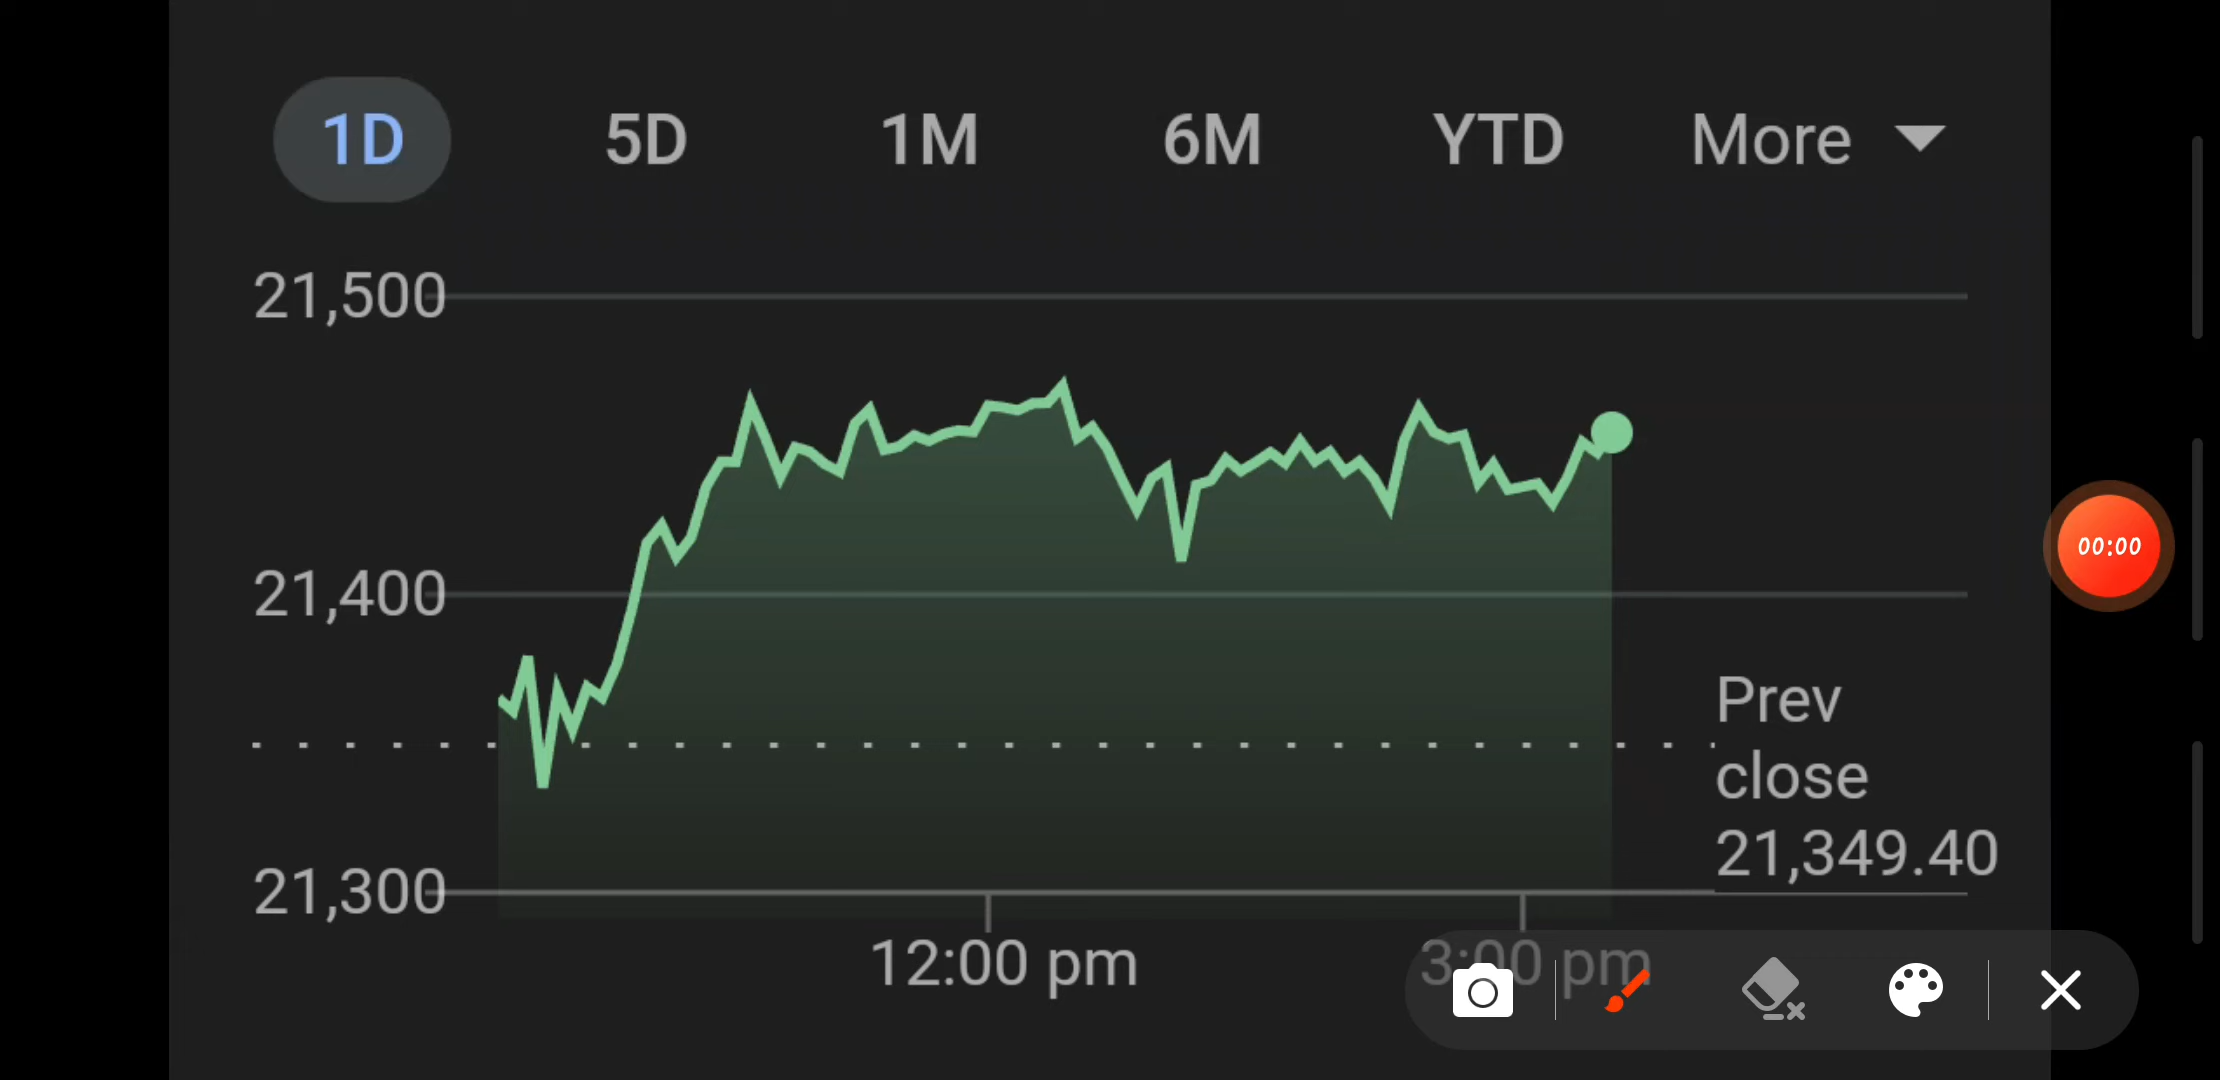 1D 5D 1M 6M YTD More
21,500
21,400
Prev
close
21,349.40
21,300
12:00 pm 3:00 pm
00:00